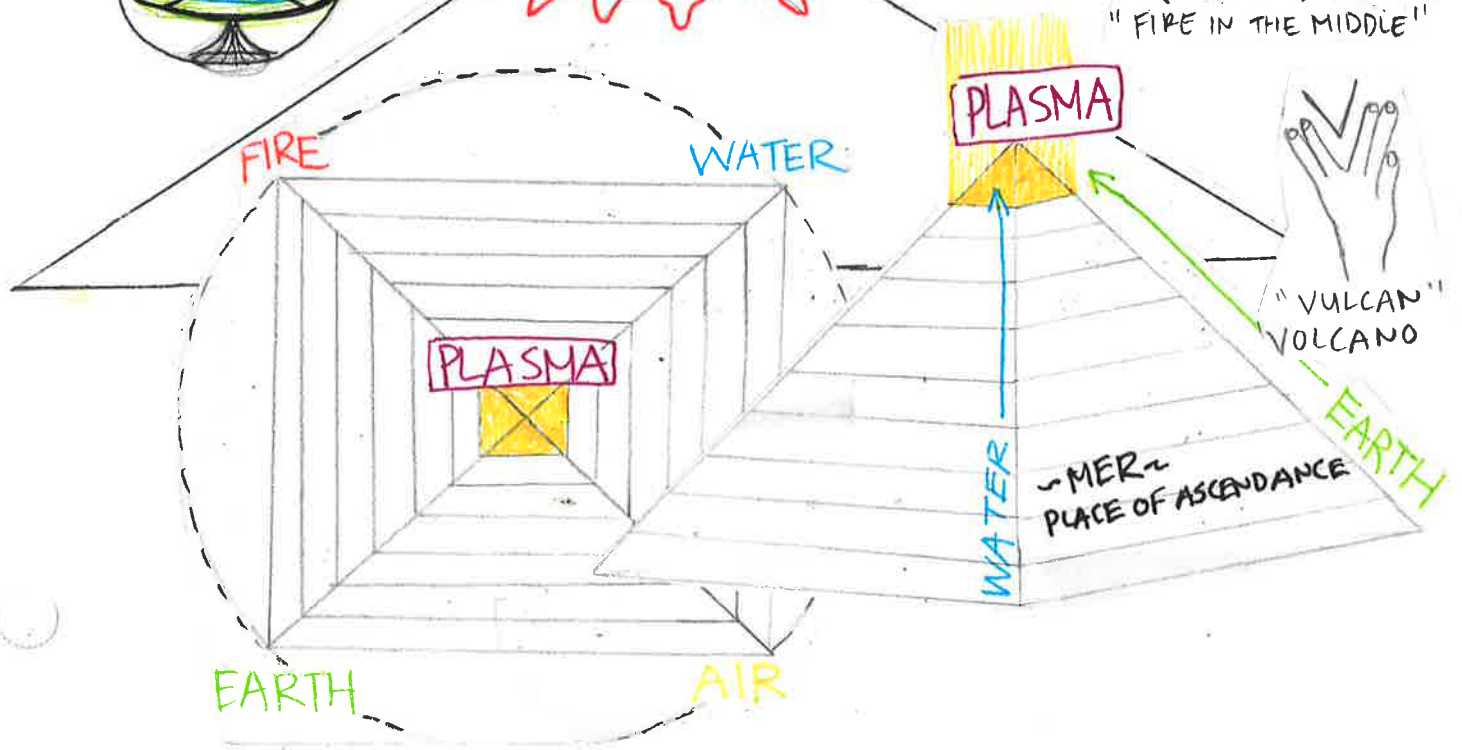 "FIRE IN THE MIDDLE"
PLASMA
FIRE
WATER
PLASMA
"VULCAN"
VOLCANO
EARTH
WATER
~MER~
PLACE OF ASCENDANCE
EARTH
AIR